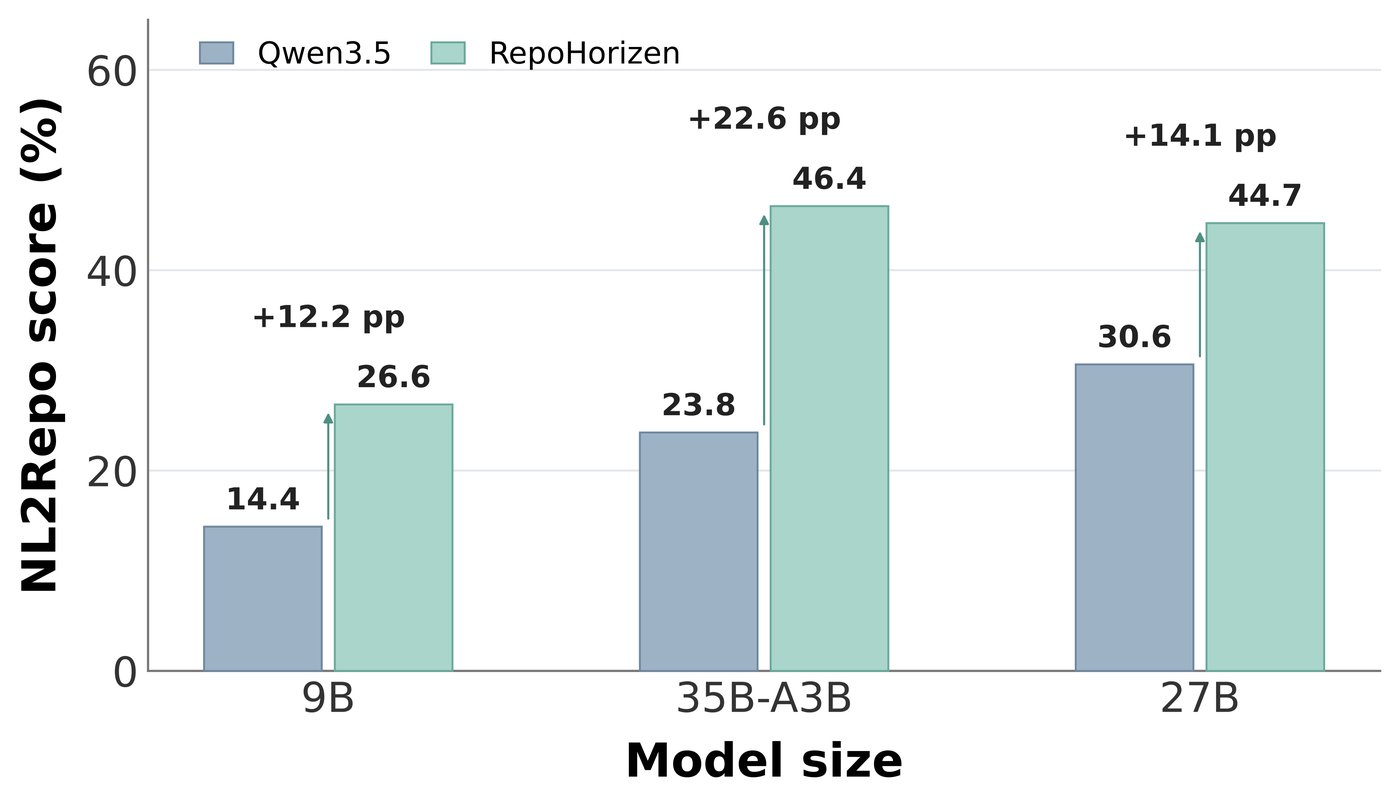 Qwen3.5 RepoHorizen
NL2Repo score (%)
60
40
20
0
+12.2 pp
14.4
26.6
+22.6 pp
23.8
46.4
+14.1 pp
30.6
44.7
9B
35B-A3B
27B
Model size